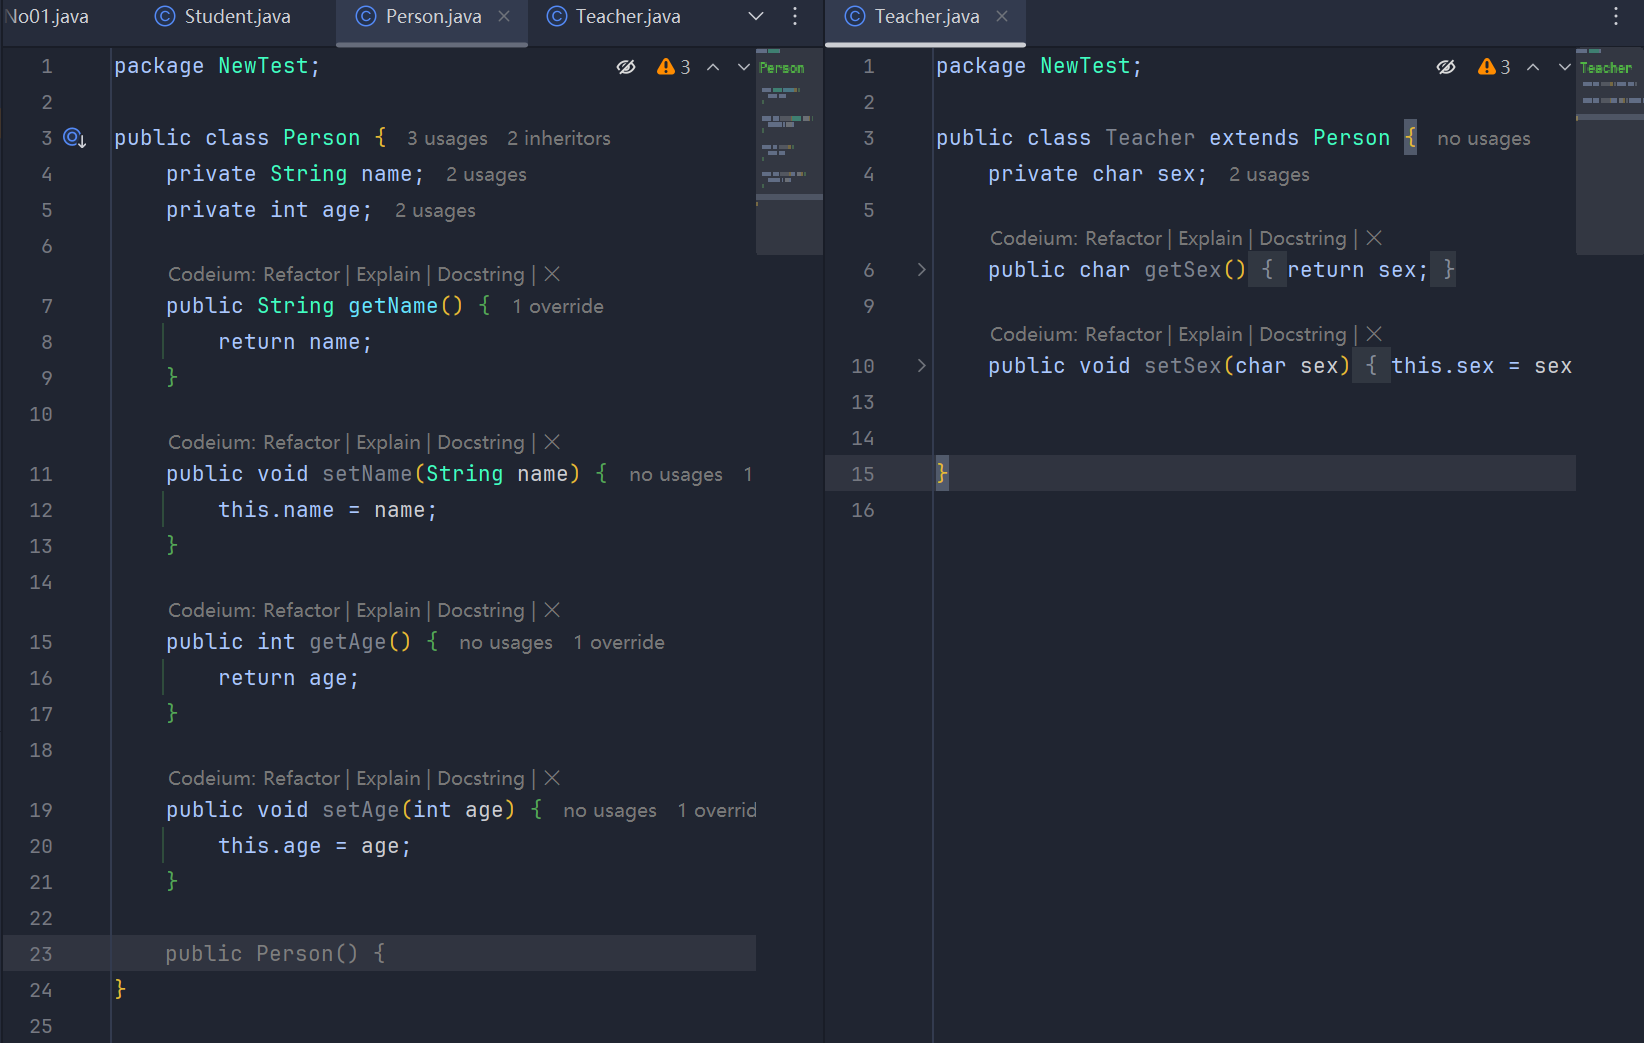 No01.java Student.java Person.java Teacher.java
1 package NewTest; 3 Person
2
3 public class Person { 3 usages 2 inheritors
4 private String name; 2 usages
5 private int age; 2 usages
6
Codeium: Refactor | Explain | Docstring |
7 public String getName() { 1 override
8 return name;
9 }
10
Codeium: Refactor | Explain | Docstring |
11 public void setName(String name) { no usages 1
12 this.name = name;
13 }
14
Codeium: Refactor | Explain | Docstring |
15 public int getAge() { no usages 1 override
16 return age;
17 }
18
Codeium: Refactor | Explain | Docstring |
19 public void setAge(int age) { no usages 1 overrid
20 this.age = age;
21 }
22
23 public Person() {
24 }
25
Teacher.java
1 package NewTest; 3 Teacher
2
3 public class Teacher extends Person { no usages
4 private char sex; 2 usages
5
Codeium: Refactor | Explain | Docstring |
6 public char getSex() { return sex; }
9
Codeium: Refactor | Explain | Docstring |
10 public void setSex(char sex) { this.sex = sex
13
14
15 }
16